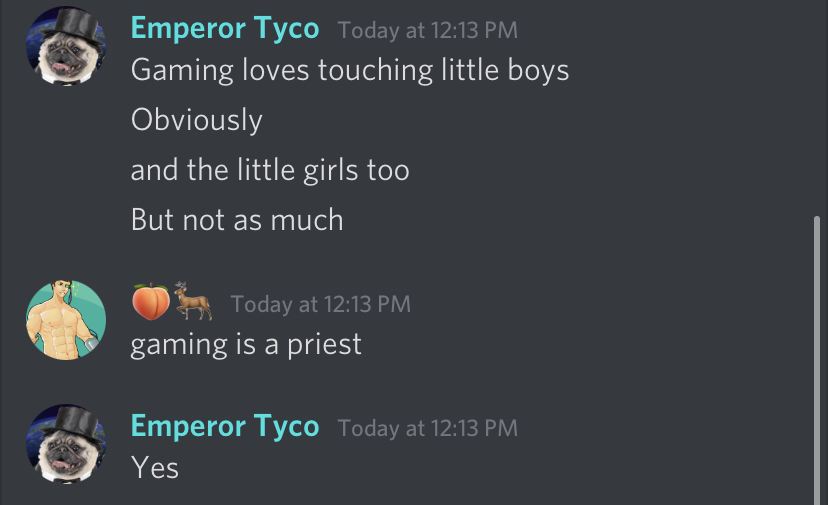 Emperor Tyco Today at 12:13 PM
Gaming loves touching little boys
Obviously
and the little girls too
But not as much
🍑🦌 Today at 12:13 PM
gaming is a priest
Emperor Tyco Today at 12:13 PM
Yes